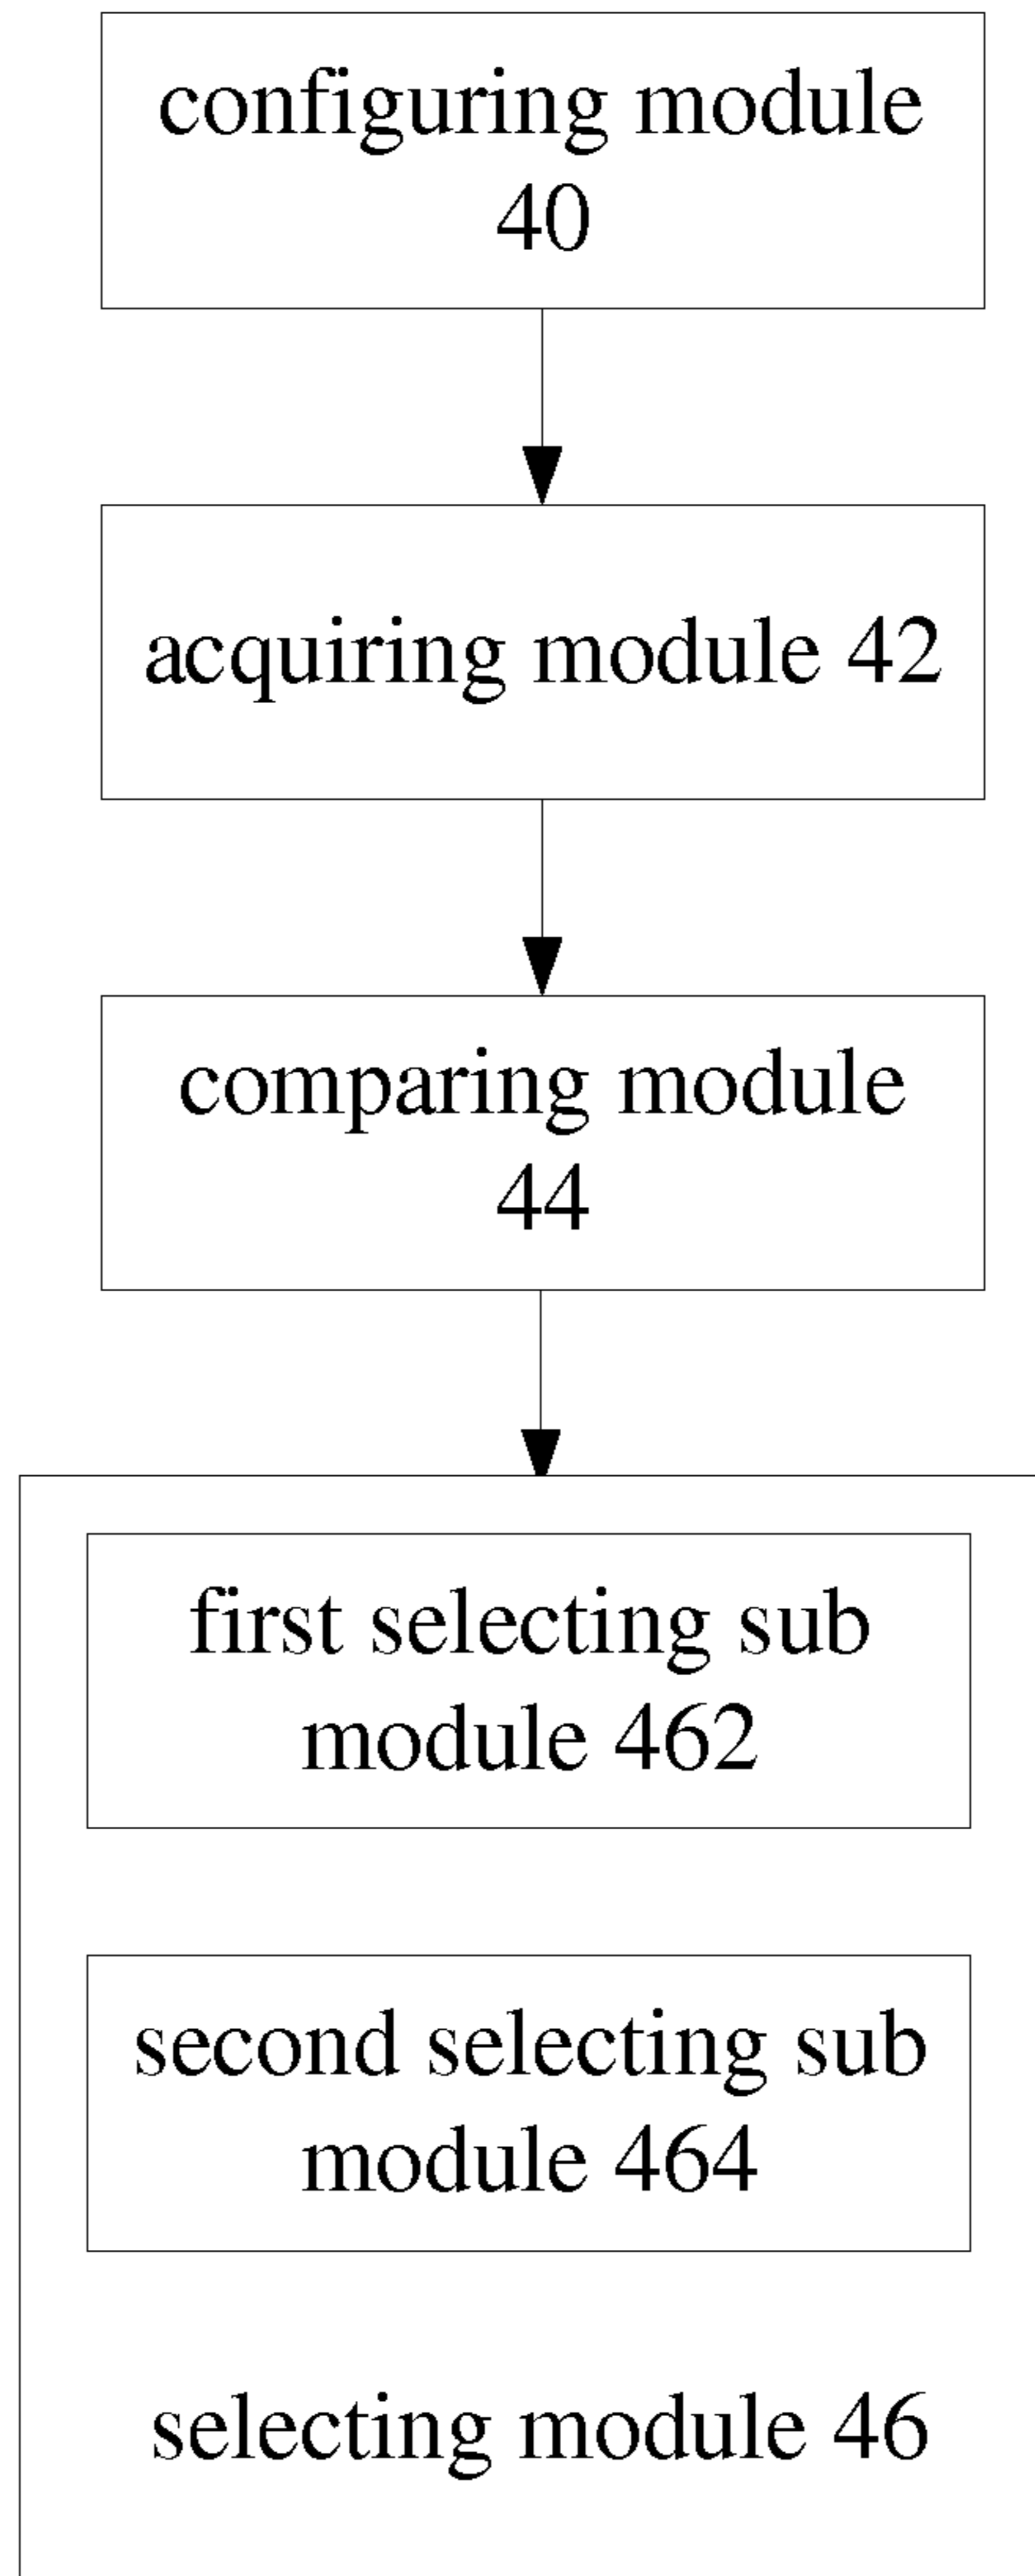 configuring module
40
acquiring module 42
comparing module
44
first selecting sub
module 462
second selecting sub
module 464
selecting module 46